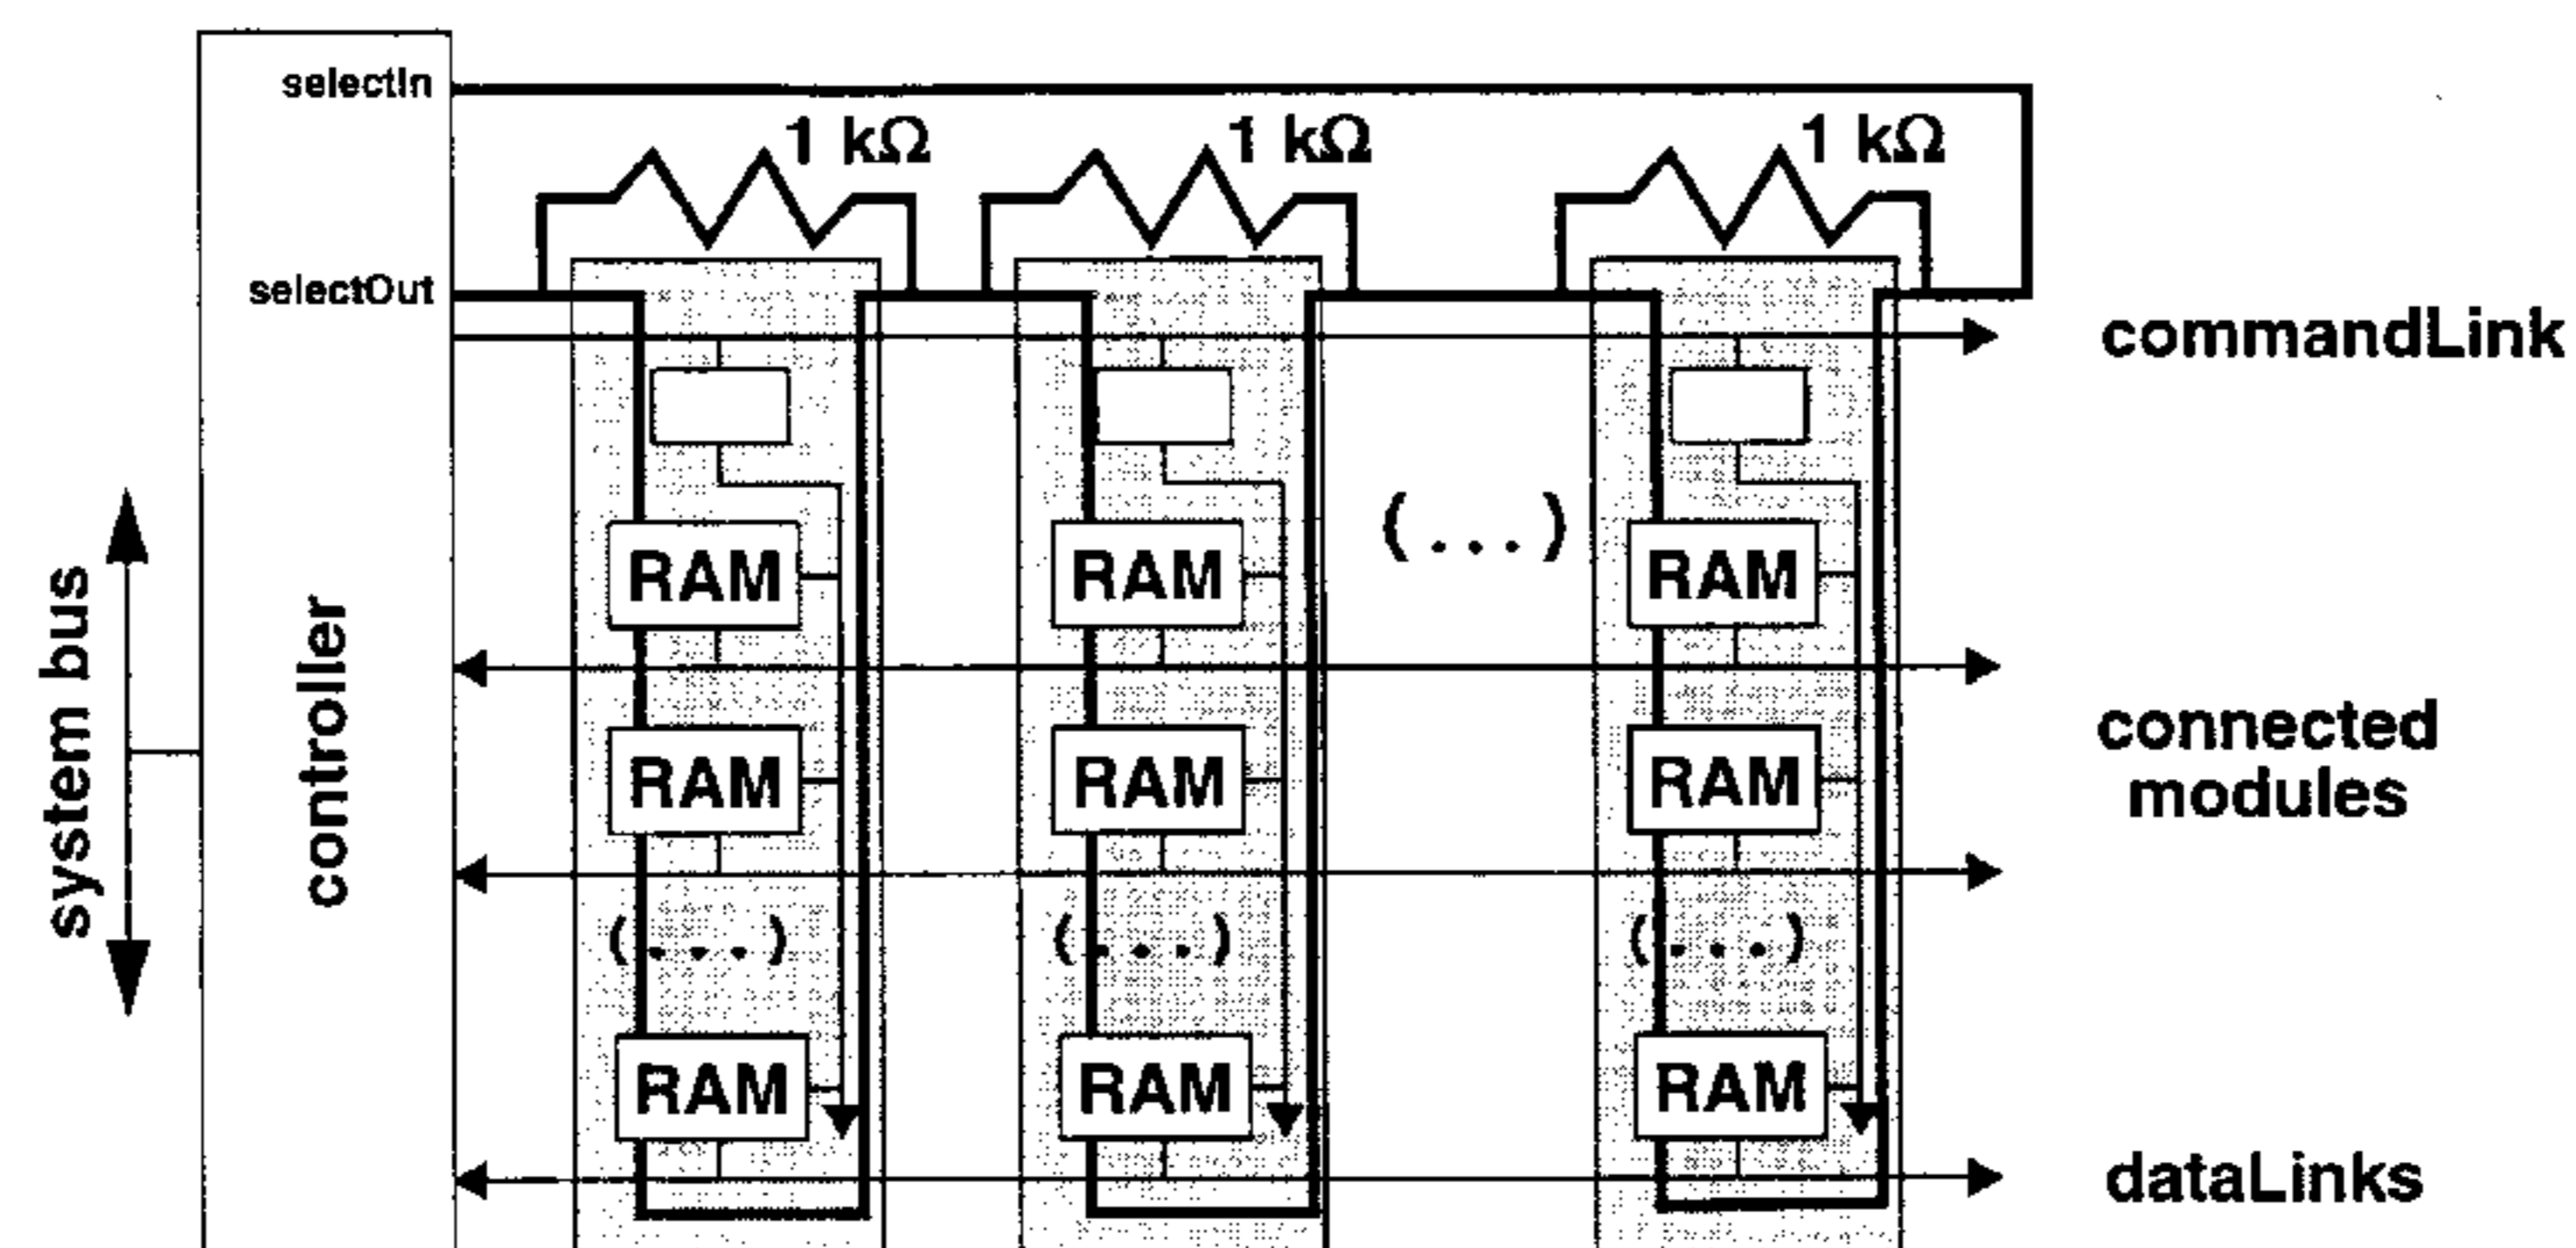 selectIn
1 kΩ 1 kΩ 1 kΩ
selectOut
commandLink
system bus
controller
(...)
RAM RAM RAM
connected
modules
RAM RAM RAM
(...) (...) (...)
RAM RAM RAM
dataLinks